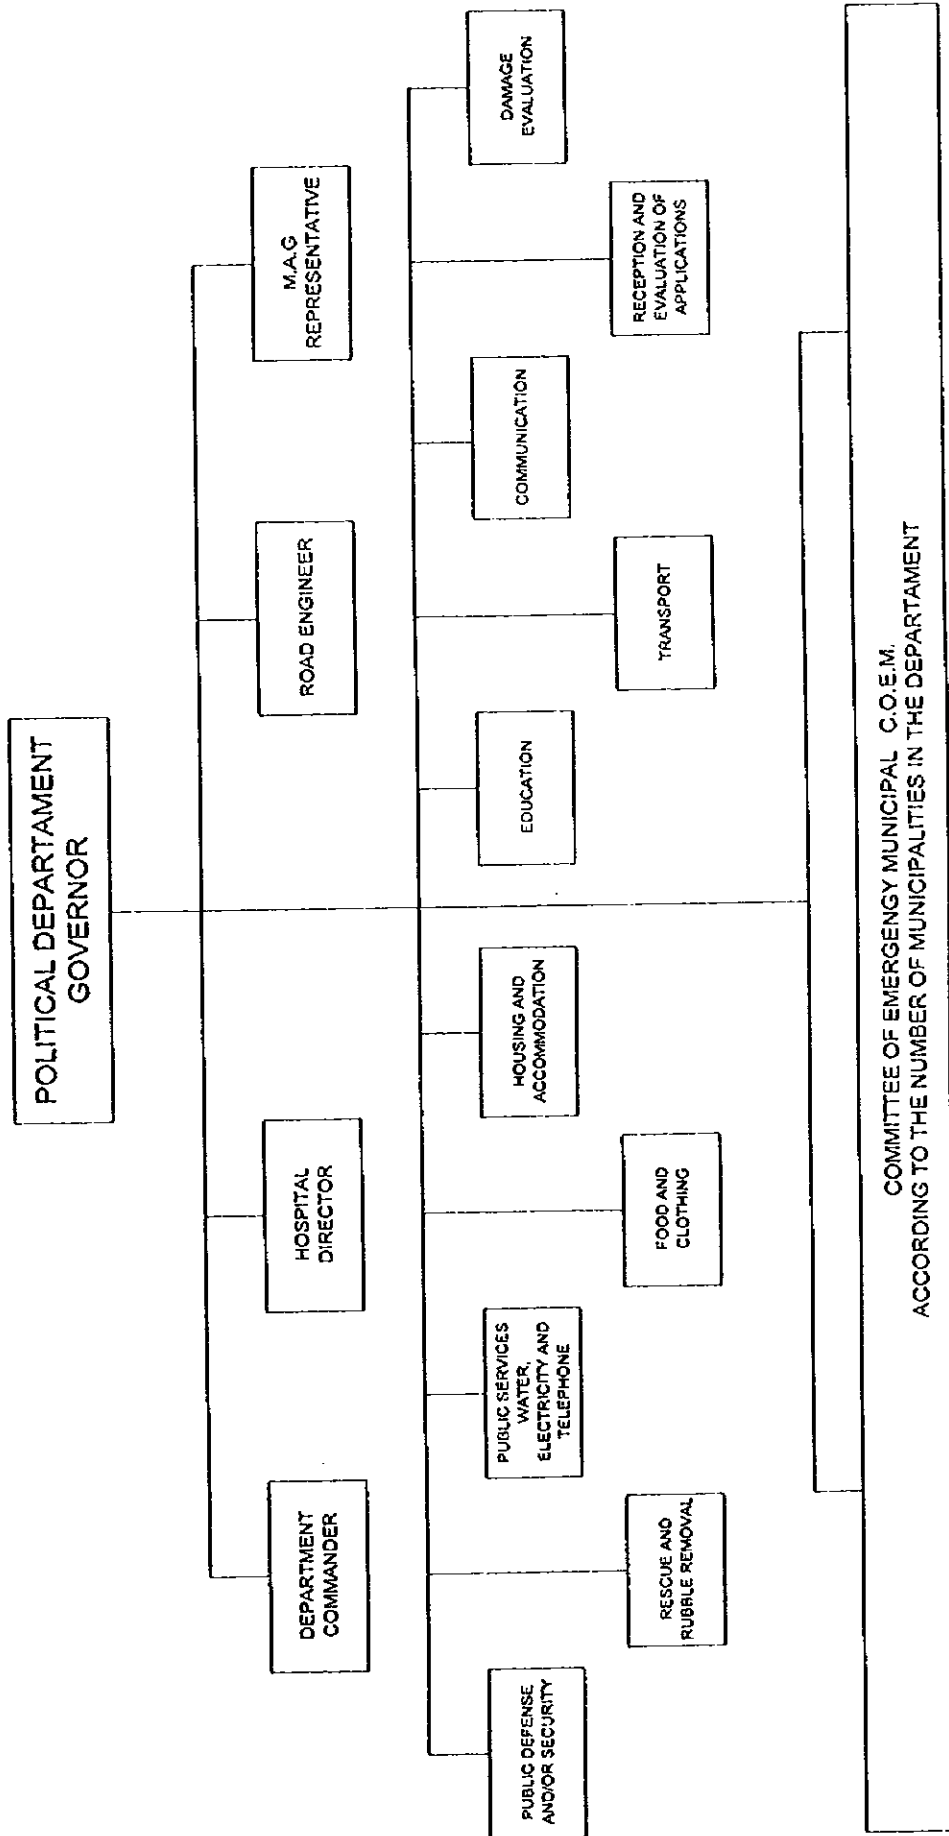 POLITICAL DEPARTAMENT
GOVERNOR
DEPARTMENT
COMMANDER
HOSPITAL
DIRECTOR
ROAD ENGINEER
M.A.G
REPRESENTATIVE
PUBLIC DEFENSE
AND/OR SECURITY
RESCUE AND
RUBBLE REMOVAL
PUBLIC SERVICES
WATER,
ELECTRICITY AND
TELEPHONE
FOOD AND
CLOTHING
HOUSING AND
ACCOMMODATION
EDUCATION
TRANSPORT
COMMUNICATION
RECEPTION AND
EVALUATION OF
APPLICATIONS
DAMAGE
EVALUATION
COMMITTEE OF EMERGENGY MUNICIPAL C.O.E.M.
ACCORDING TO THE NUMBER OF MUNICIPALITIES IN THE DEPARTAMENT